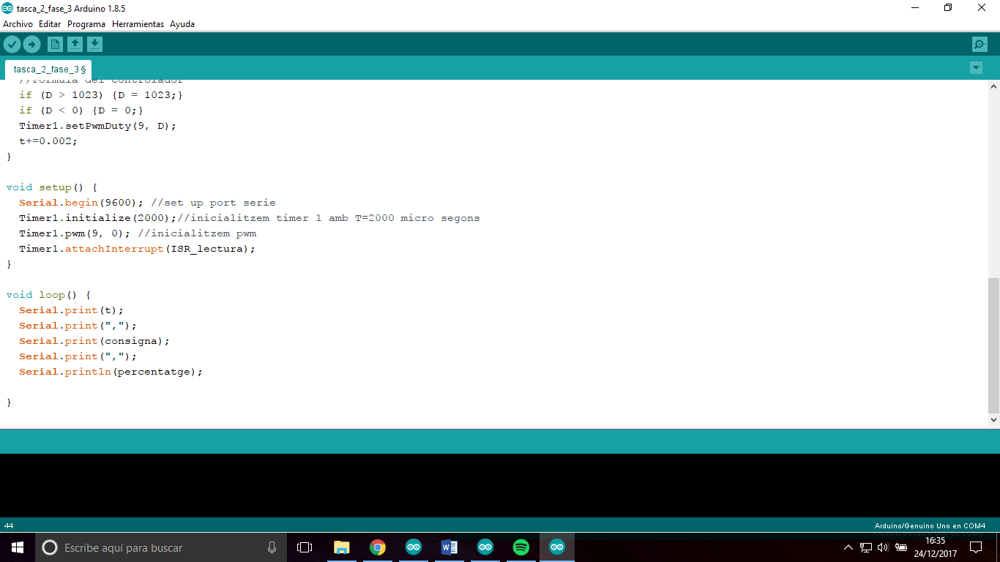 tasca_2_fase_3 Arduino 1.8.5
Archivo Editar Programa Herramientas Ayuda
tasca_2_fase_3 §
//Formula del controlador
if (D > 1023) {D = 1023;}
if (D < 0) {D = 0;}
Timer1.setPwmDuty(9, D);
t+=0.002;
}
void setup() {
Serial.begin(9600); //set up port serie
Timer1.initialize(2000);//inicialitzem timer 1 amb T=2000 micro segons
Timer1.pwm(9, 0); //inicialitzem pwm
Timer1.attachInterrupt(ISR_lectura);
}
void loop() {
Serial.print(t);
Serial.print(",");
Serial.print(consigna);
Serial.print(",");
Serial.println(percentatge);
}
44
Arduino/Genuino Uno en COM4
Escribe aquí para buscar
16:35
24/12/2017